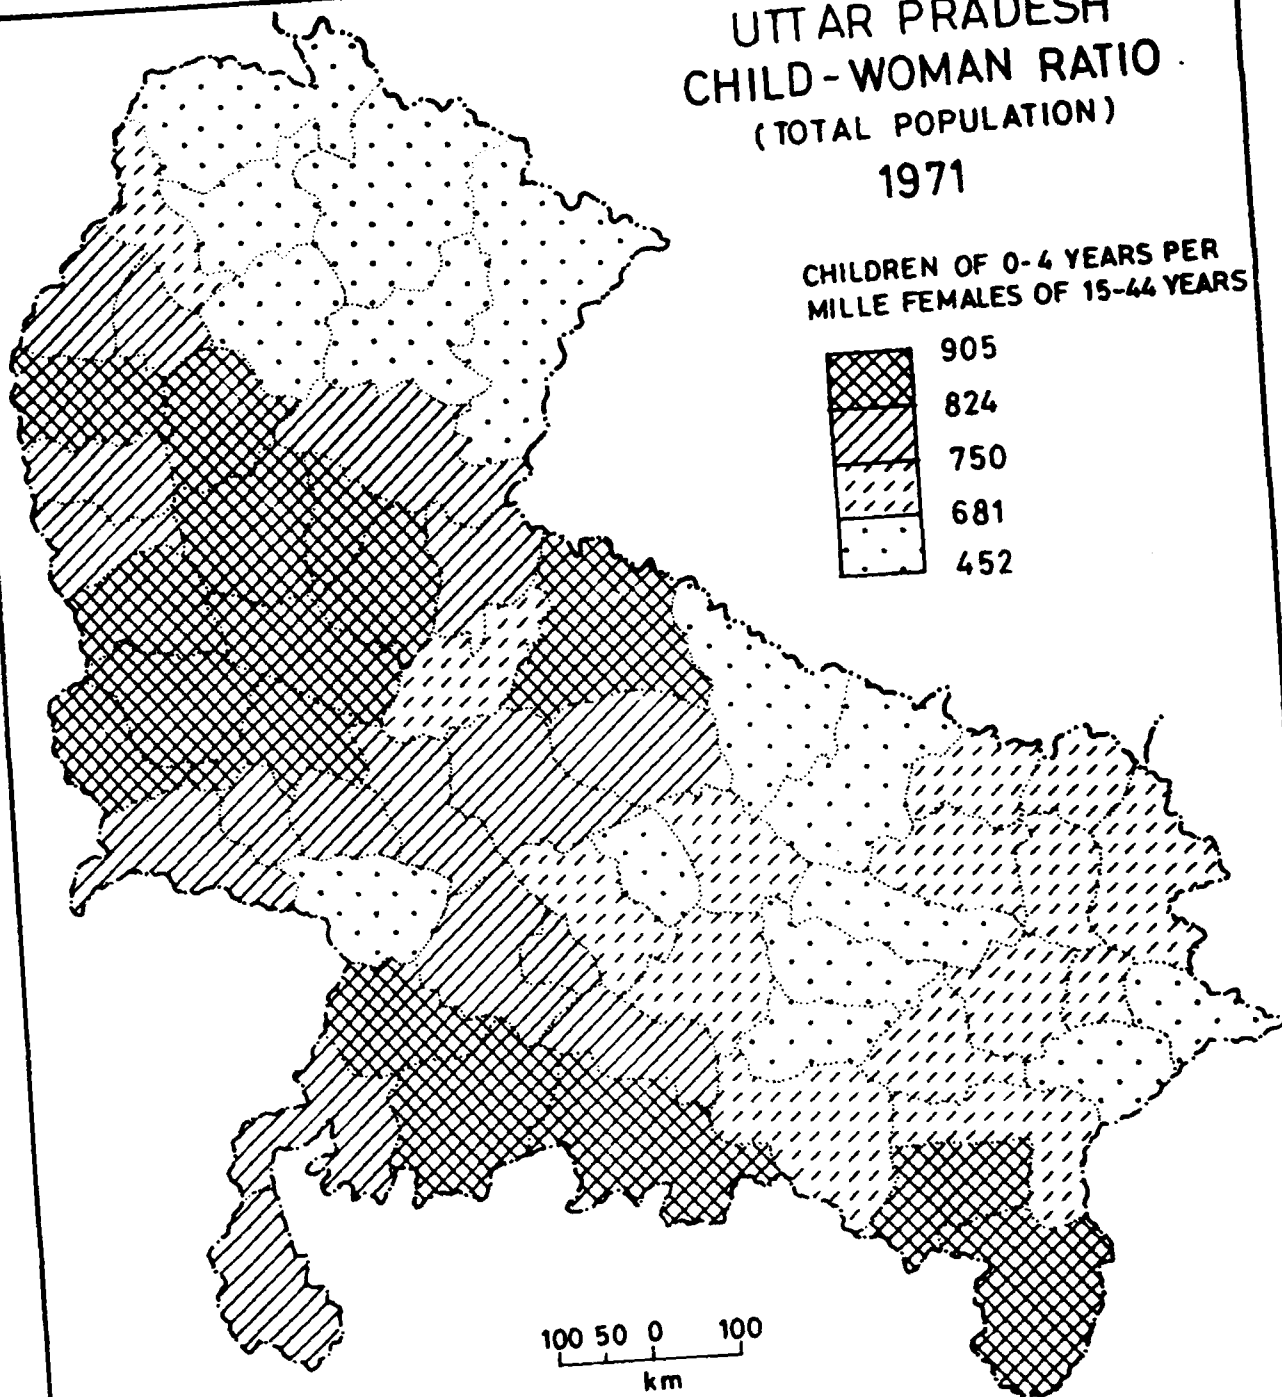 UTTAR PRADESH
CHILD-WOMAN RATIO
(TOTAL POPULATION)
1971
CHILDREN OF 0-4 YEARS PER
MILLE FEMALES OF 15-44 YEARS
905
824
750
681
452
100 50 0 100
km